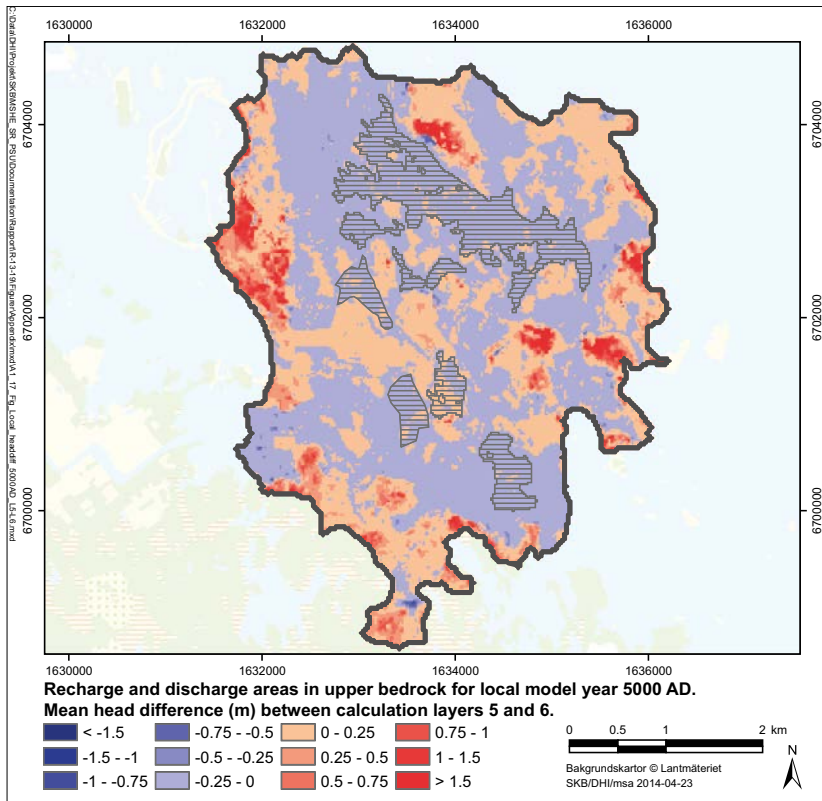 1630000 1632000 1634000 1636000
6704000 6704000
6702000 6702000
6700000 6700000
1630000 1632000 1634000 1636000
Recharge and discharge areas in upper bedrock for local model year 5000 AD.
Mean head difference (m) between calculation layers 5 and 6.
< -1.5 -0.75 - -0.5 0 - 0.25 0.75 - 1
-1.5 - -1 -0.5 - -0.25 0.25 - 0.5 1 - 1.5
-1 - -0.75 -0.25 - 0 0.5 - 0.75 > 1.5
0 0.5 1 2 km
Bakgrundskartor © Lantmäteriet
SKB/DHI/msa 2014-04-23
N